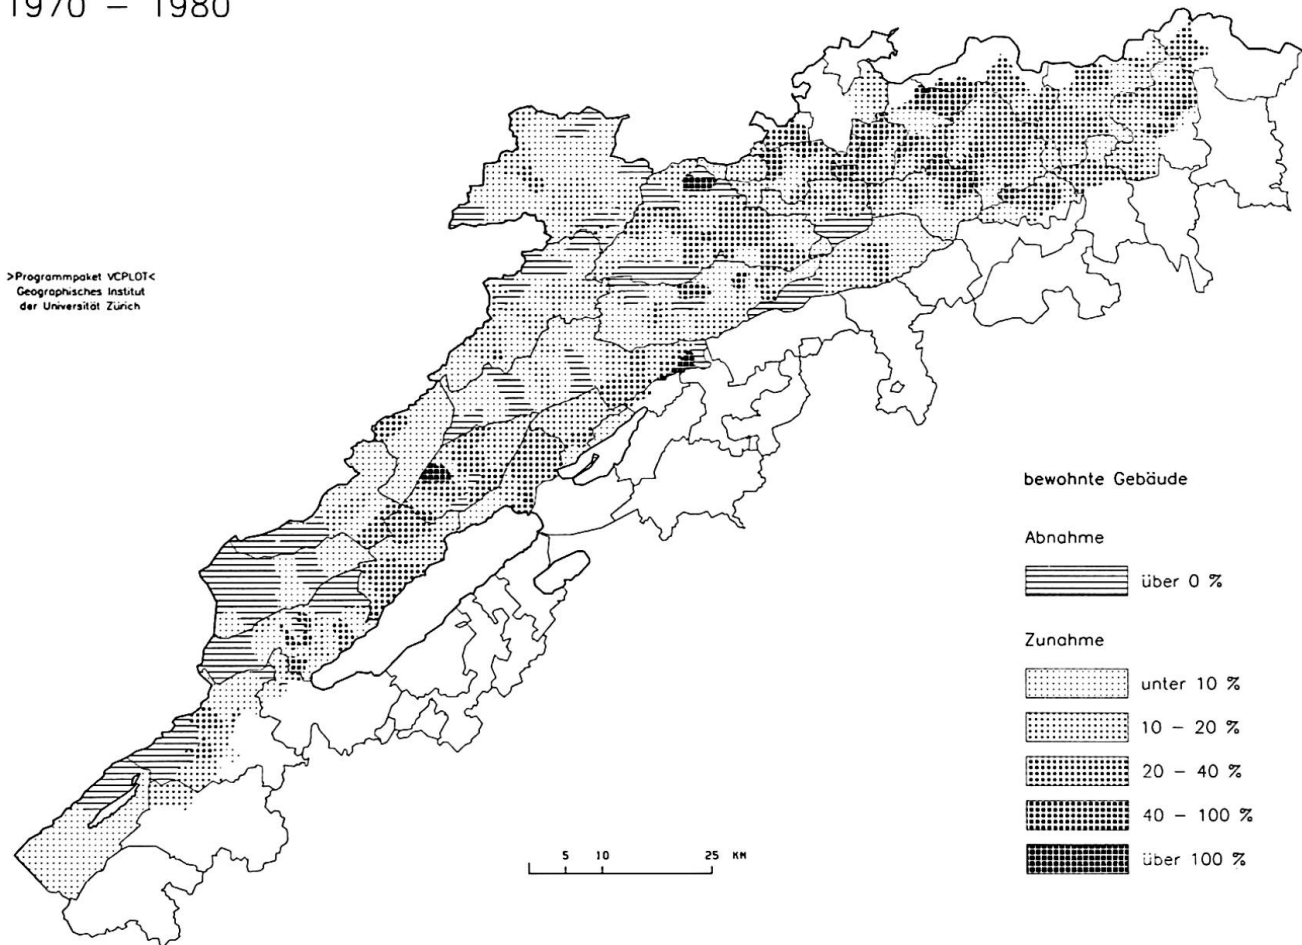 1970 – 1980
>Programmpaket VCPLOT<
Geographisches Institut
der Universität Zürich
bewohnte Gebäude
Abnahme
über 0 %
Zunahme
unter 10 %
10 – 20 %
20 – 40 %
40 – 100 %
über 100 %
5 10 25 KM